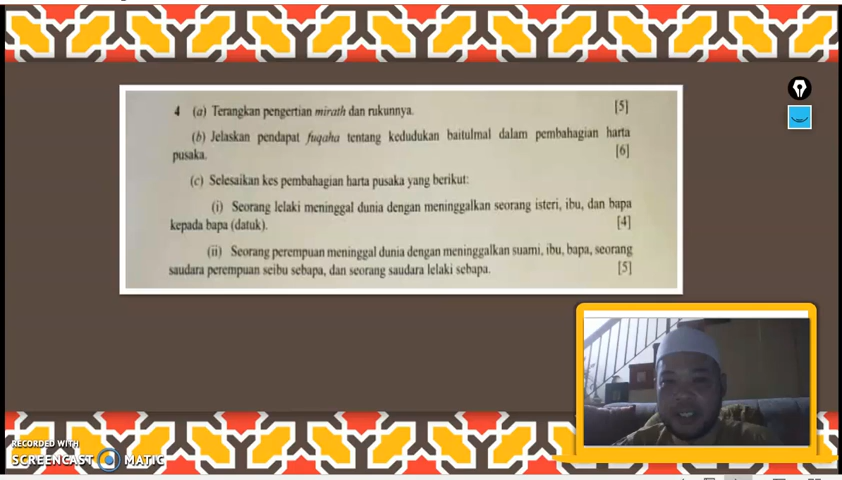 4 (a) Terangkan pengertian mirath dan rukunnya. [5]
(b) Jelaskan pendapat fuqaha tentang kedudukan baitulmal dalam pembahagian harta
pusaka. [6]
(c) Selesaikan kes pembahagian harta pusaka yang berikut:
(i) Seorang lelaki meninggal dunia dengan meninggalkan seorang isteri, ibu, dan bapa
kepada bapa (datuk). [4]
(ii) Seorang perempuan meninggal dunia dengan meninggalkan suami, ibu, bapa, seorang
saudara perempuan seibu sebapa, dan seorang saudara lelaki sebapa. [5]
RECORDED WITH
SCREENCAST MATIC